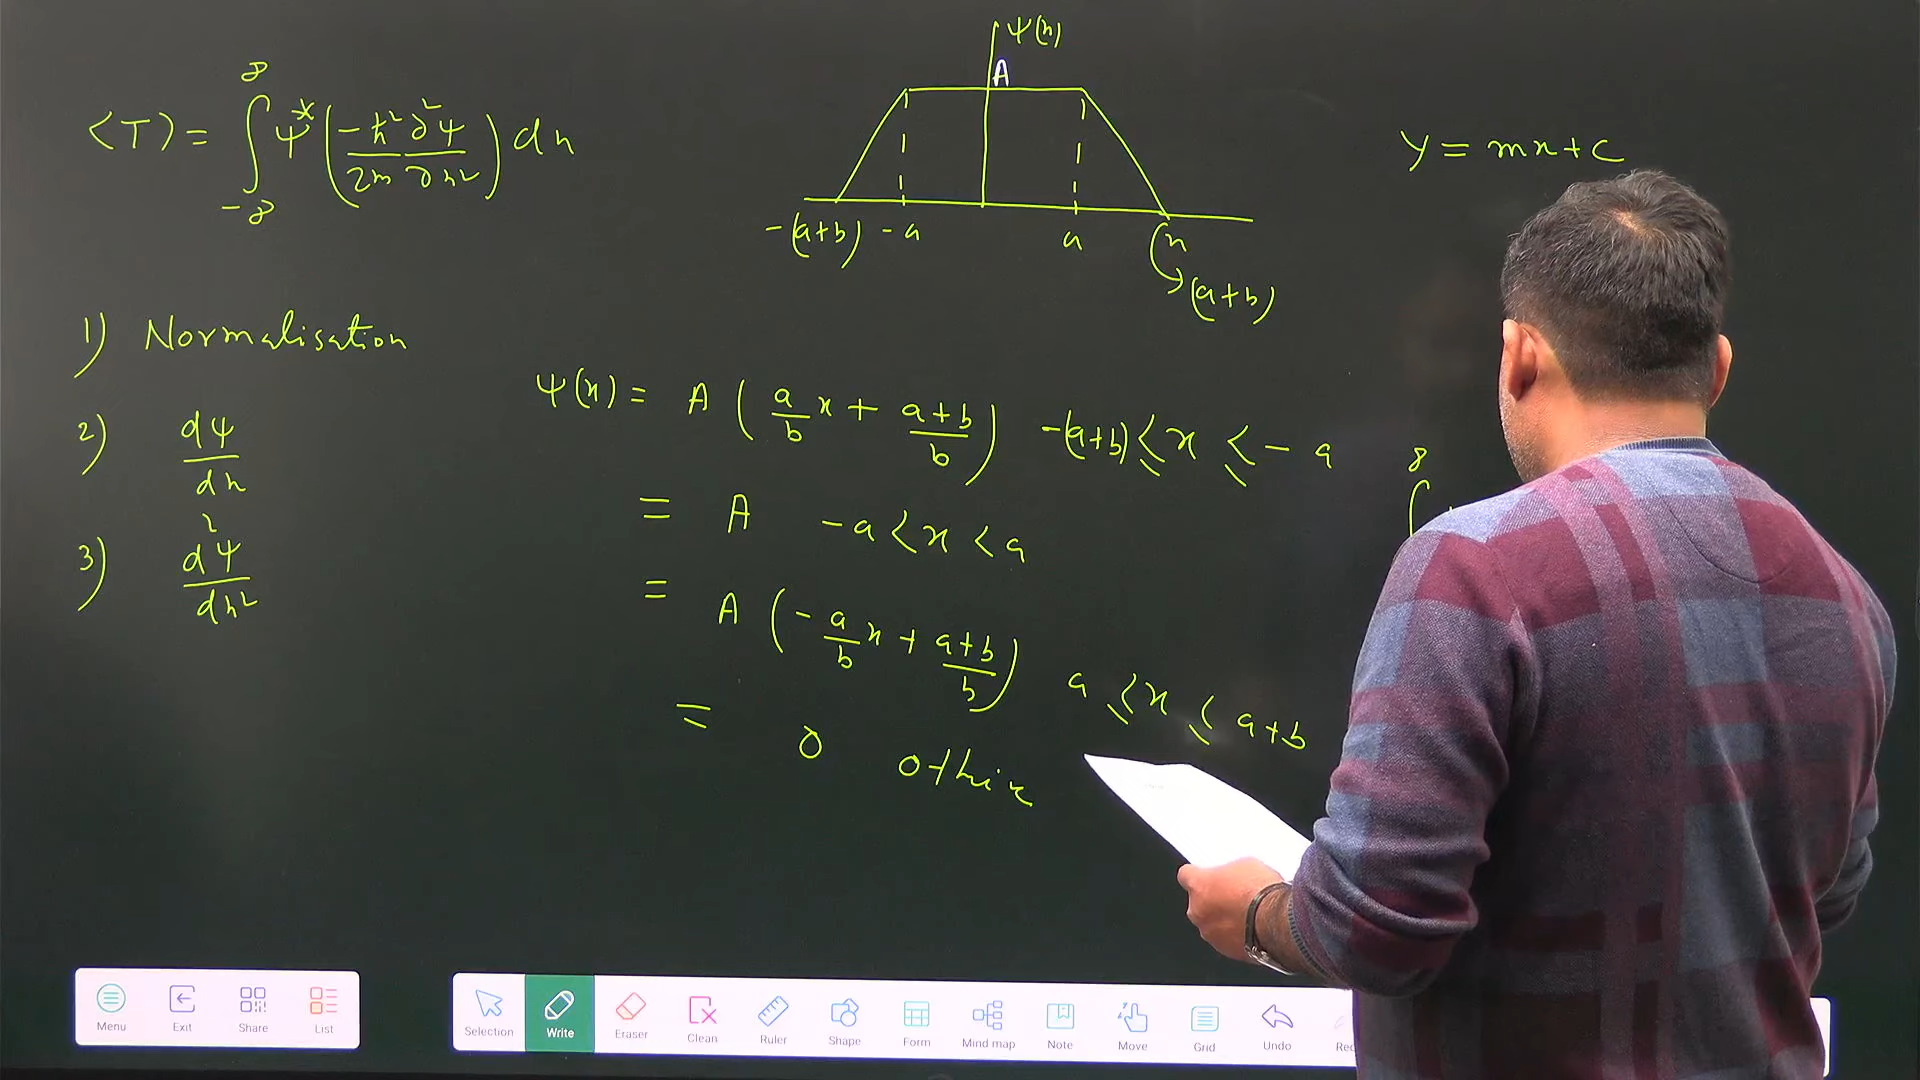 ⟨T⟩ = ∫_{-∞}^{∞} ψ* (-ħ²/2m ∂²ψ/∂x²) dx
ψ(x)
A
-(a+b) -a a x
(a+b)
y = mx+c
1) Normalisation
2) dψ/dx
3) d²ψ/dx²
ψ(x) = A (a/b x + a+b/b) -(a+b) ≤ x ≤ -a
= A -a < x < a
= A (- a/b x + a+b/b) a ≤ x ≤ a+b
= 0
∞
∫
Menu Exit Share List
Selection Write Eraser Clean Ruler Shape Form Mind map Note Move Grid Undo